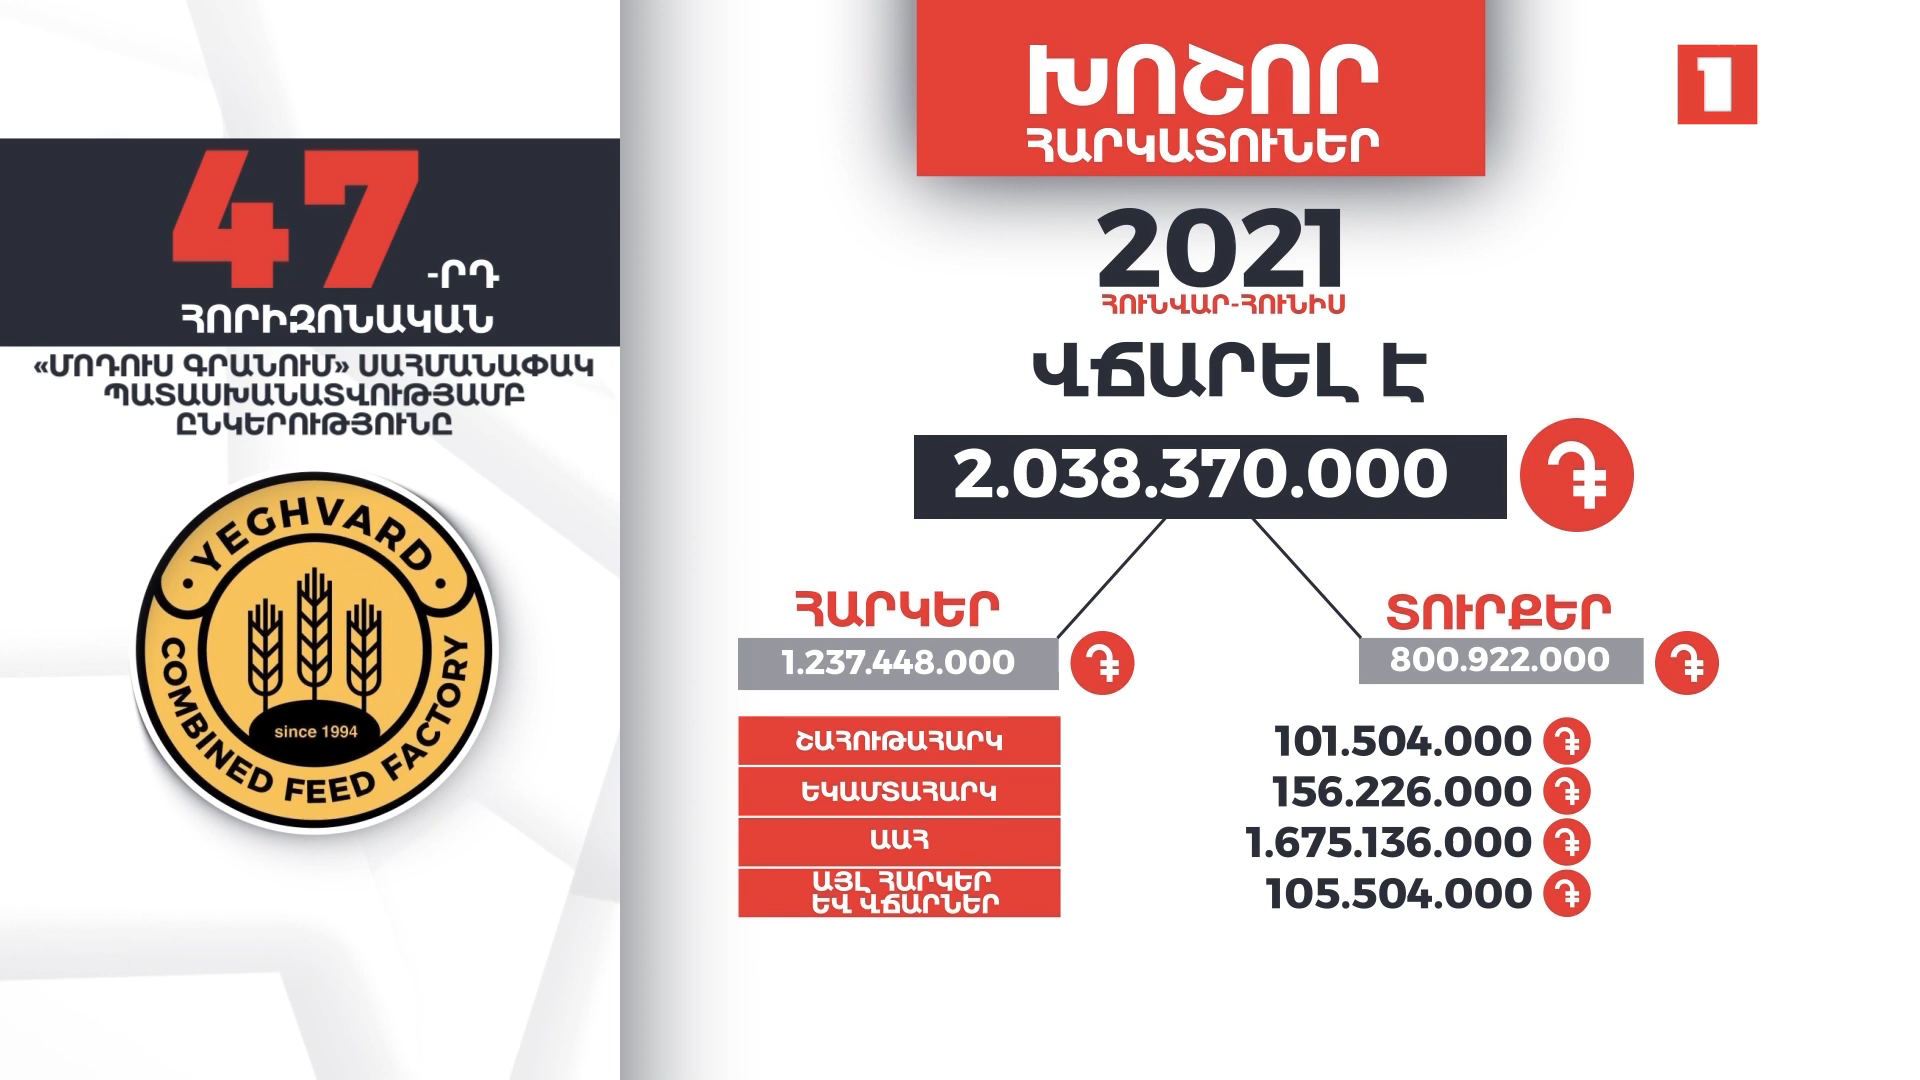 47
-ՐԴ
ՀՈՐԻԶՈՆԱԿԱՆ
«ՄՈԴՈՒՍ ԳՐԱՆՈՒՄ» ՍԱՀՄԱՆԱՓԱԿ
ՊԱՏԱՍԽԱՆԱՏՎՈՒԹՅԱՄԲ
ԸՆԿԵՐՈՒԹՅՈՒՆԸ
• YEGHVARD •
since 1994
COMBINED FEED FACTORY
ԽՈՇՈՐ
ՀԱՐԿԱՏՈՒՆԵՐ
1
2021
ՀՈՒՆՎԱՐ-ՀՈՒՆԻՍ
ՎՃԱՐԵԼ Է
2.038.370.000 ֏
ՀԱՐԿԵՐ
1.237.448.000 ֏
ՏՈՒՐՔԵՐ
800.922.000 ֏
ՇԱՀՈՒԹԱՀԱՐԿ 101.504.000 ֏
ԵԿԱՄՏԱՀԱՐԿ 156.226.000 ֏
ԱԱՀ 1.675.136.000 ֏
ԱՅԼ ՀԱՐԿԵՐ
ԵՎ ՎՃԱՐՆԵՐ 105.504.000 ֏